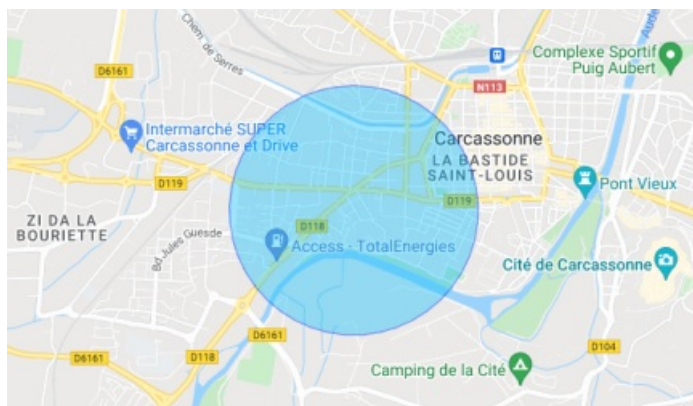 Chem. de Serres
Aude
Complexe Sportif
Puig Aubert
D6161
N113
Intermarché SUPER
Carcassonne et Drive
Carcassonne
LA BASTIDE
SAINT-LOUIS
D119
Pont Vieux
D119
ZI DA LA
BOURIETTE
D118
Bd Jules Guesde
Access - TotalEnergies
Cité de Carcassonne
D6161
D104
D6161
D118
Camping de la Cité